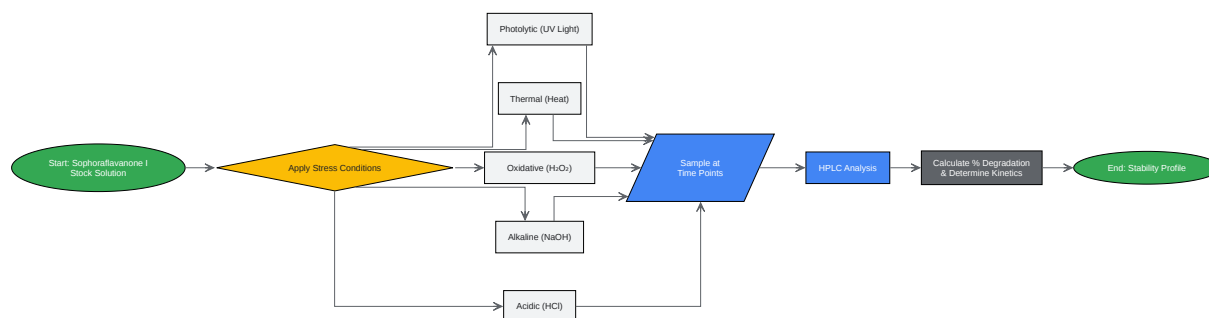 Start: Sophoraflavanone I
Stock Solution
Apply Stress Conditions
Photolytic (UV Light)
Thermal (Heat)
Oxidative (H₂O₂)
Alkaline (NaOH)
Acidic (HCl)
Sample at
Time Points
HPLC Analysis
Calculate % Degradation
& Determine Kinetics
End: Stability Profile